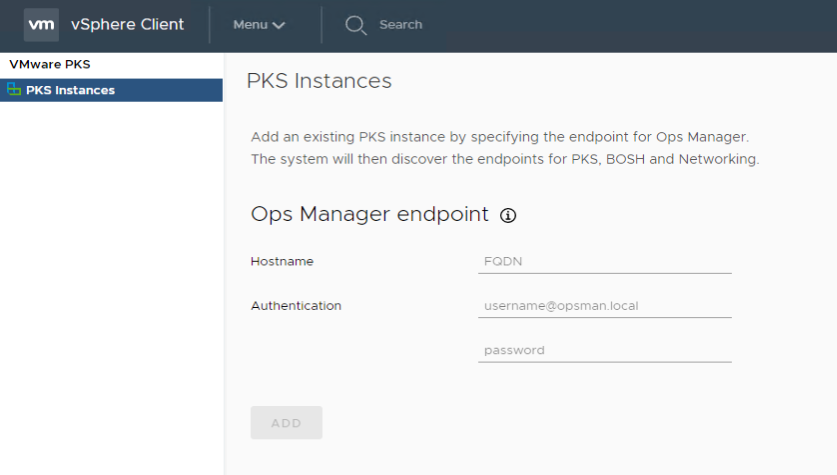 vm vSphere Client Menu Search
VMware PKS
PKS Instances
PKS Instances
Add an existing PKS instance by specifying the endpoint for Ops Manager.
The system will then discover the endpoints for PKS, BOSH and Networking.
Ops Manager endpoint
Hostname FQDN
Authentication username@opsman.local
password
ADD